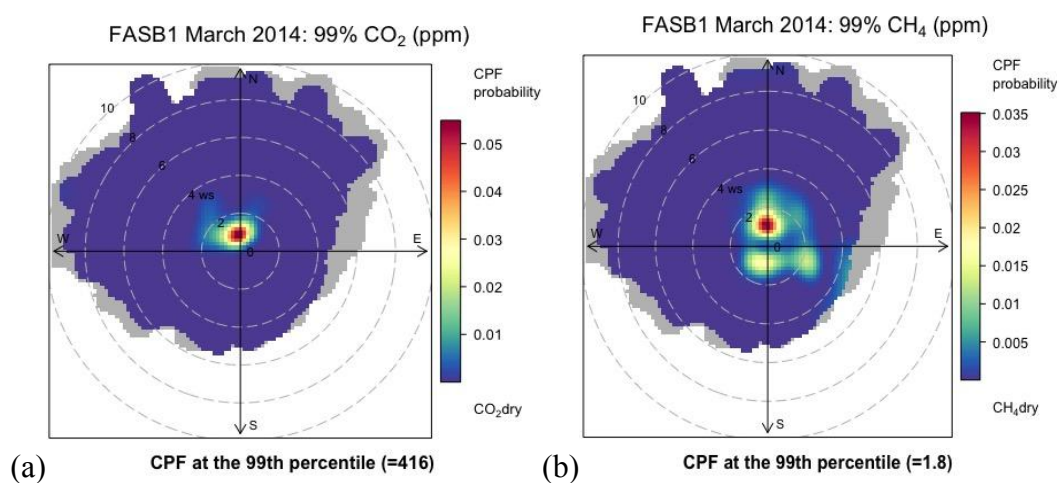 FASB1 March 2014: 99% CO₂ (ppm)
CPF
probability
N
10
8
6
4 ws
2
0
W
E
S
0.05
0.04
0.03
0.02
0.01
CO₂dry
(a)
CPF at the 99th percentile (=416)
FASB1 March 2014: 99% CH₄ (ppm)
CPF
probability
N
10
8
6
4 ws
2
0
W
E
S
0.035
0.03
0.025
0.02
0.015
0.01
0.005
CH₄dry
(b)
CPF at the 99th percentile (=1.8)